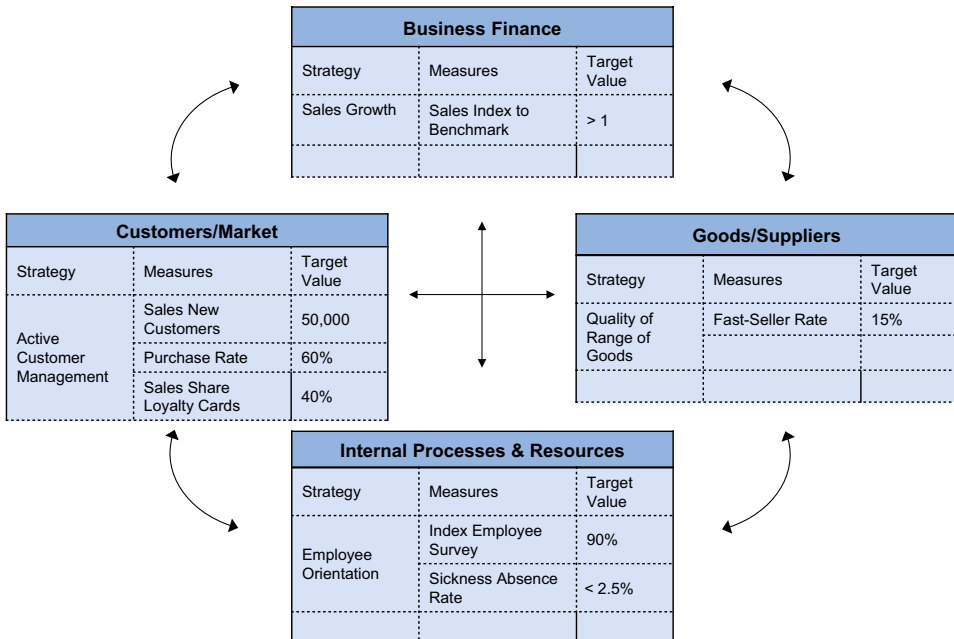 Business Finance
Strategy
Measures
Target
Value
Sales Growth
Sales Index to
Benchmark
> 1
Customers/Market
Strategy
Measures
Target
Value
Active
Customer
Management
Sales New
Customers
50,000
Purchase Rate
60%
Sales Share
Loyalty Cards
40%
Goods/Suppliers
Strategy
Measures
Target
Value
Quality of
Range of
Goods
Fast-Seller Rate
15%
Internal Processes & Resources
Strategy
Measures
Target
Value
Employee
Orientation
Index Employee
Survey
90%
Sickness Absence
Rate
< 2.5%